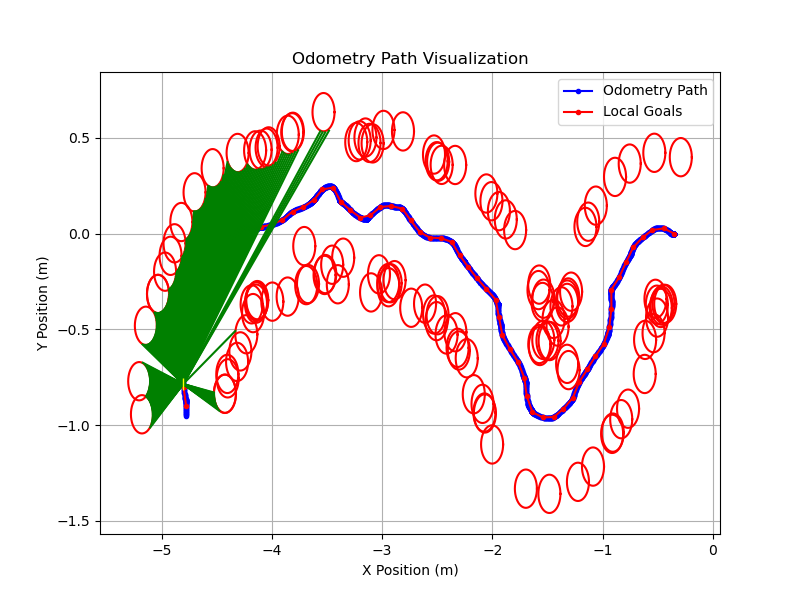 Odometry Path Visualization
Odometry Path
Local Goals
Y Position (m)
0.5
0.0
−0.5
−1.0
−1.5
−5
−4
−3
−2
−1
0
X Position (m)